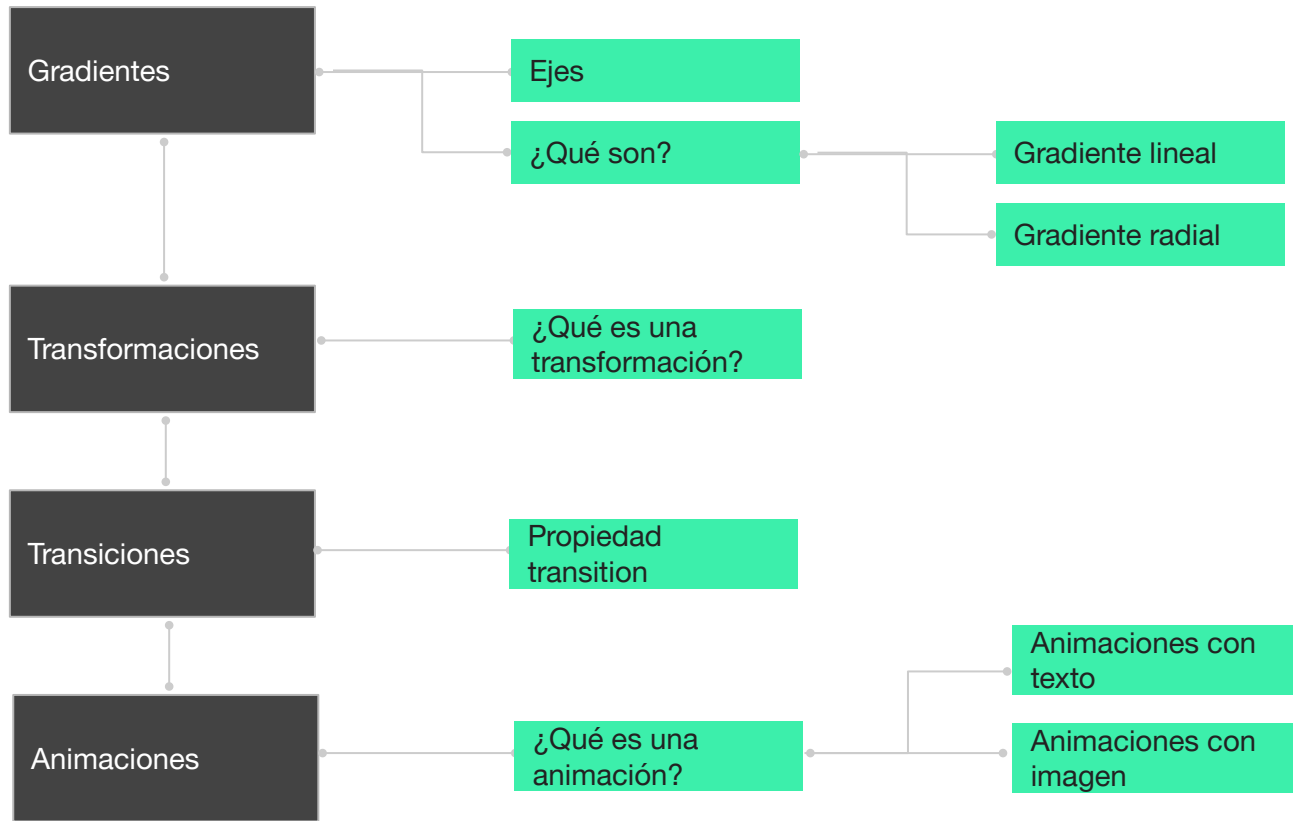 Gradientes
Ejes
¿Qué son?
Gradiente lineal
Gradiente radial
Transformaciones
¿Qué es una
transformación?
Transiciones
Propiedad
transition
Animaciones
¿Qué es una
animación?
Animaciones con
texto
Animaciones con
imagen